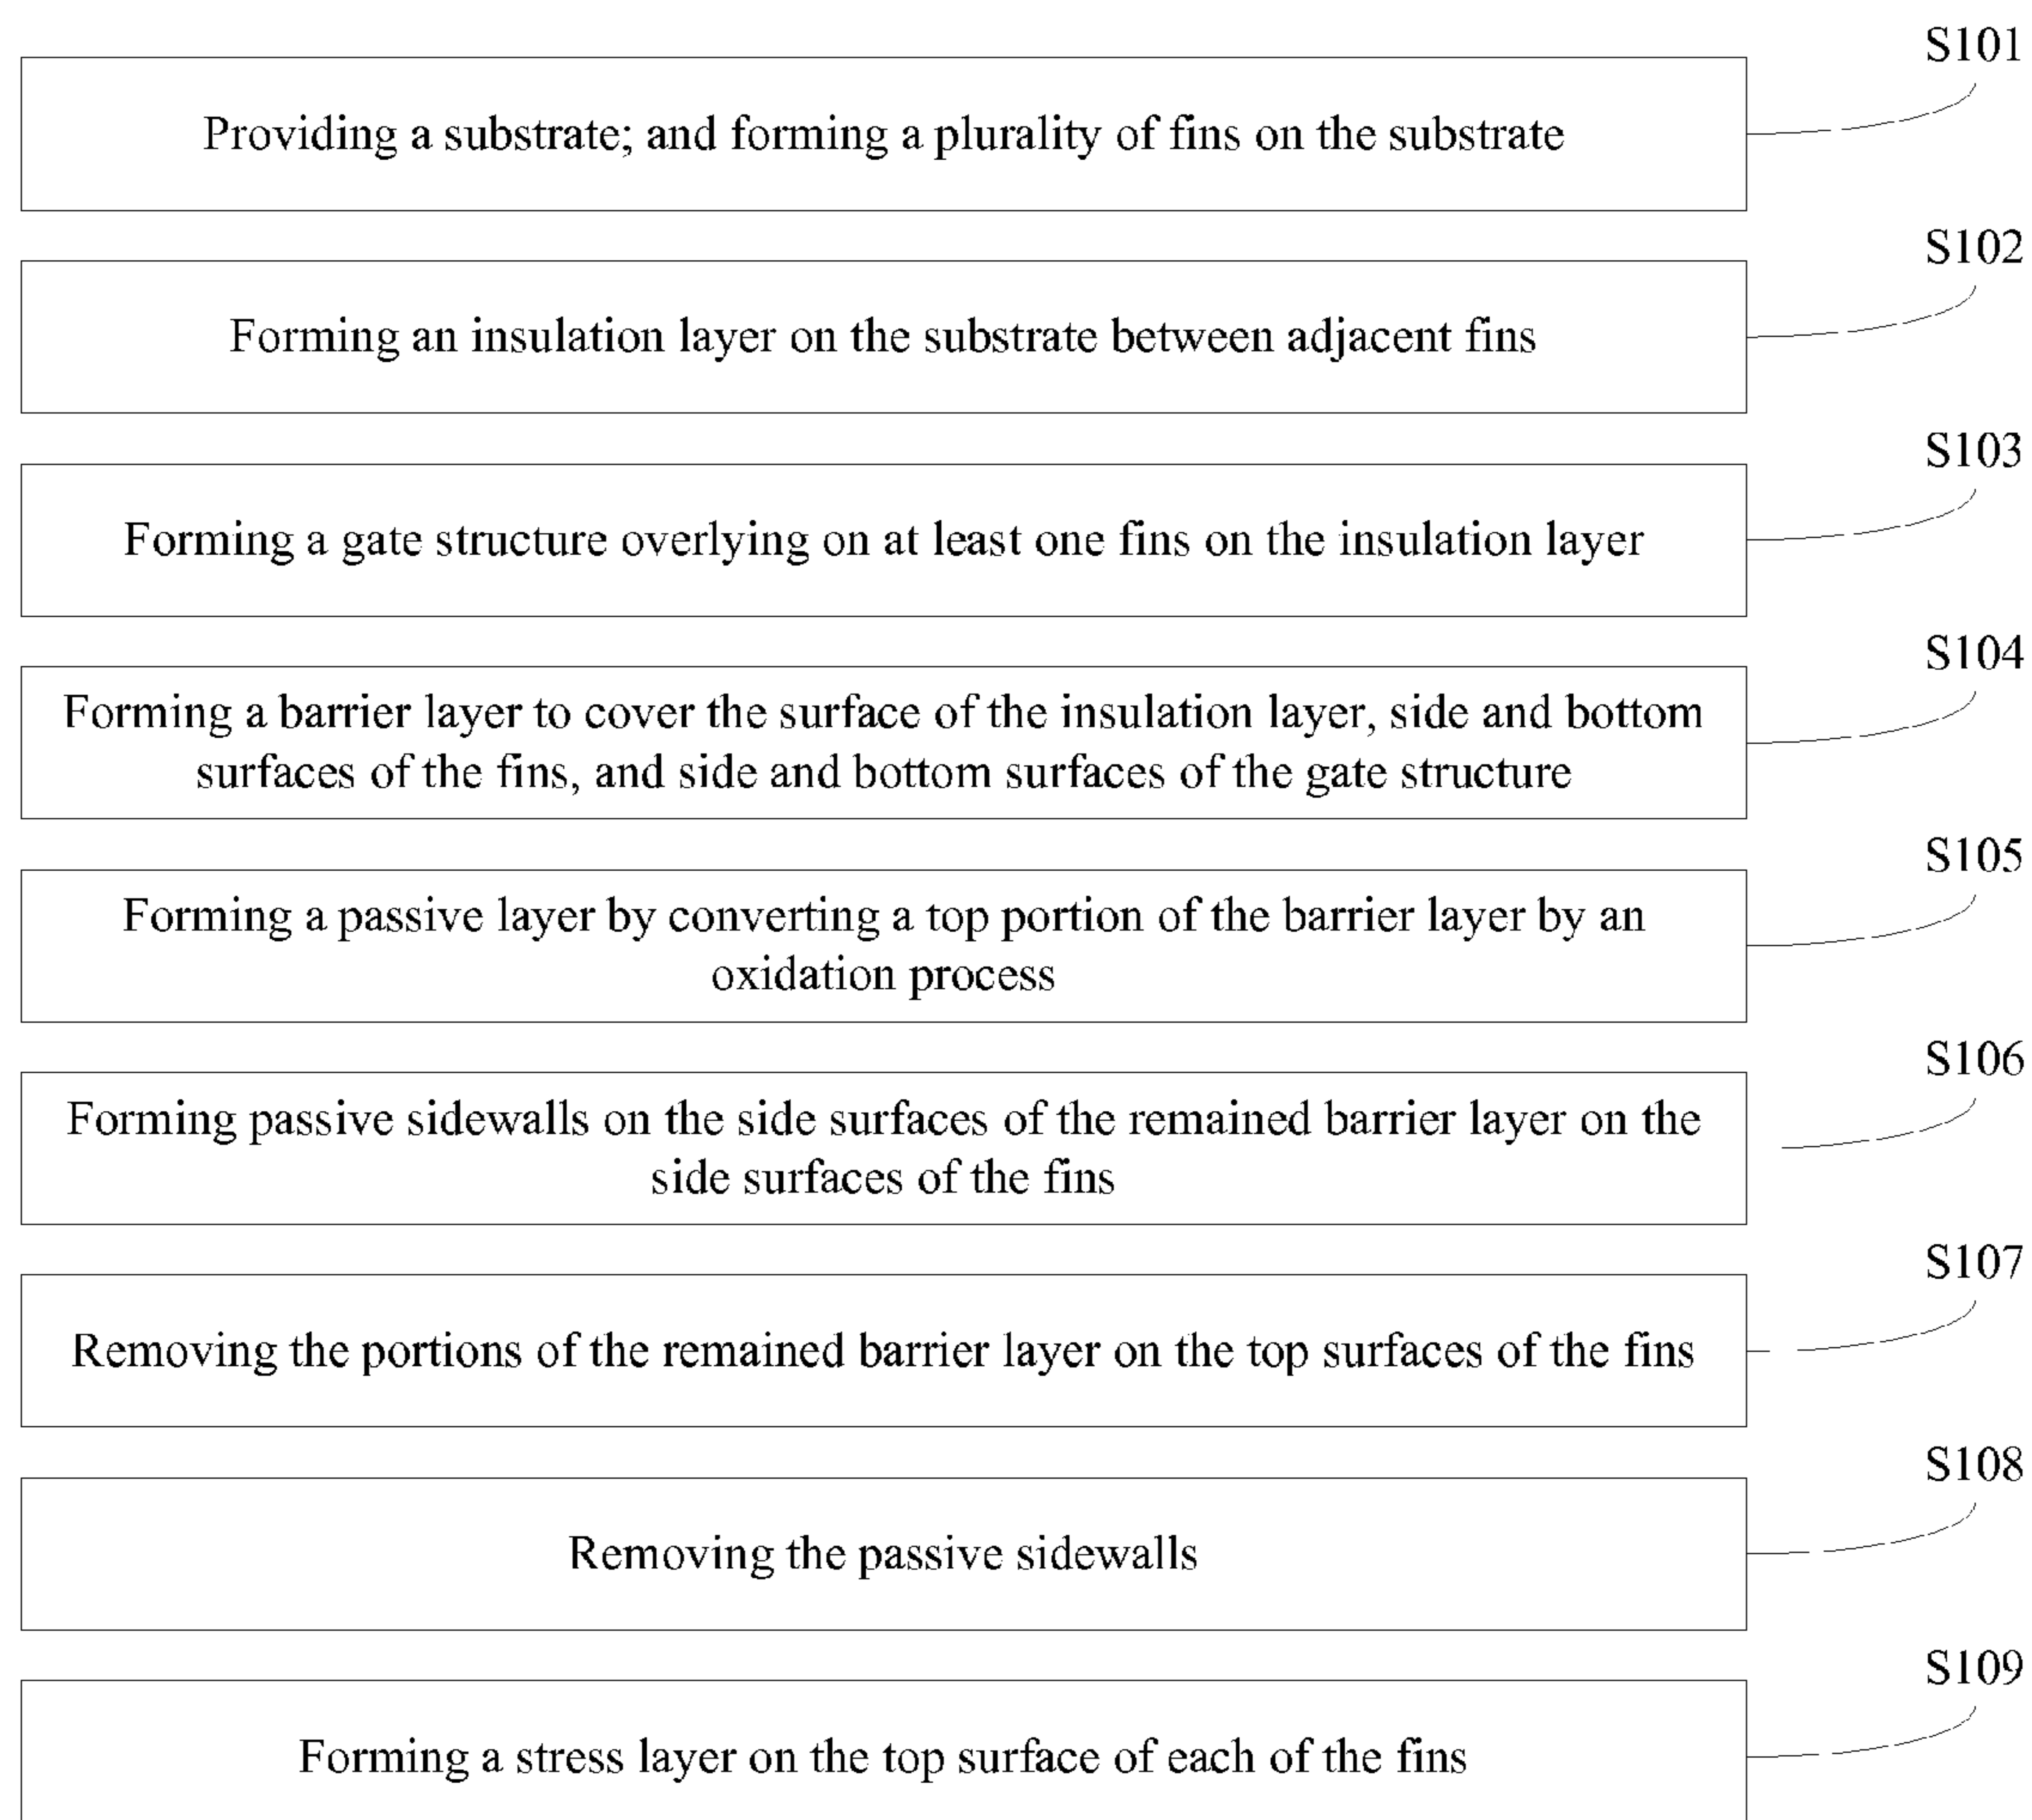 S101
Providing a substrate; and forming a plurality of fins on the substrate
S102
Forming an insulation layer on the substrate between adjacent fins
S103
Forming a gate structure overlying on at least one fins on the insulation layer
S104
Forming a barrier layer to cover the surface of the insulation layer, side and bottom
surfaces of the fins, and side and bottom surfaces of the gate structure
S105
Forming a passive layer by converting a top portion of the barrier layer by an
oxidation process
S106
Forming passive sidewalls on the side surfaces of the remained barrier layer on the
side surfaces of the fins
S107
Removing the portions of the remained barrier layer on the top surfaces of the fins
S108
Removing the passive sidewalls
S109
Forming a stress layer on the top surface of each of the fins